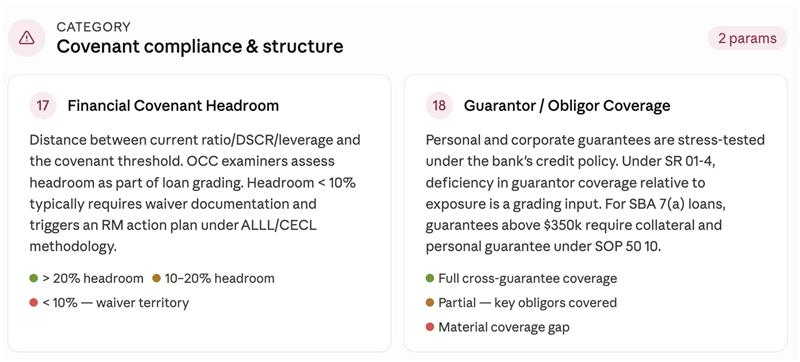 CATEGORY
Covenant compliance & structure
2 params
17 Financial Covenant Headroom
Distance between current ratio/DSCR/leverage and
the covenant threshold. OCC examiners assess
headroom as part of loan grading. Headroom < 10%
typically requires waiver documentation and
triggers an RM action plan under ALLL/CECL
methodology.
> 20% headroom 10–20% headroom
< 10% — waiver territory
18 Guarantor / Obligor Coverage
Personal and corporate guarantees are stress-tested
under the bank's credit policy. Under SR 01-4,
deficiency in guarantor coverage relative to
exposure is a grading input. For SBA 7(a) loans,
guarantees above $350k require collateral and
personal guarantee under SOP 50 10.
Full cross-guarantee coverage
Partial — key obligors covered
Material coverage gap